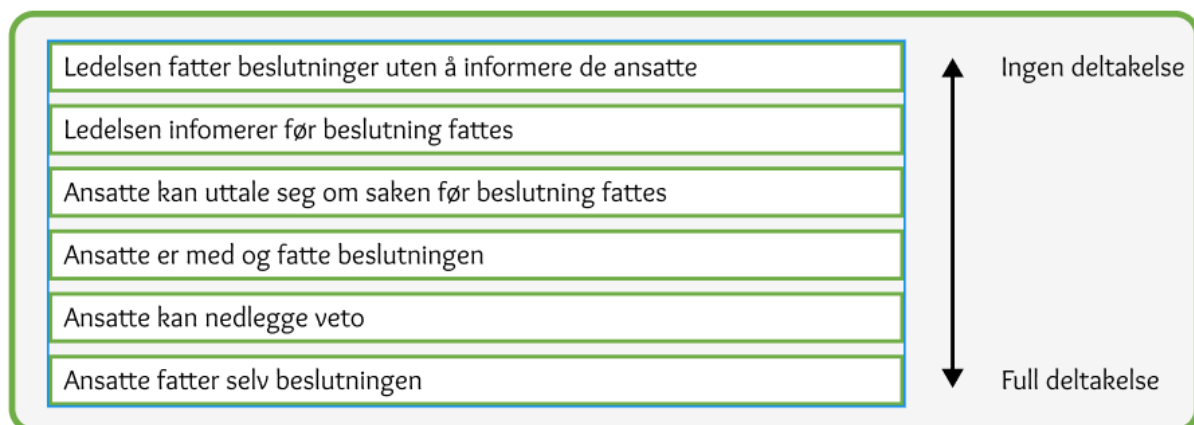 Ledelsen fatter beslutninger uten å informere de ansatte
Ingen deltakelse
Ledelsen infomerer før beslutning fattes
Ansatte kan uttale seg om saken før beslutning fattes
Ansatte er med og fatte beslutningen
Ansatte kan nedlegge veto
Ansatte fatter selv beslutningen
Full deltakelse